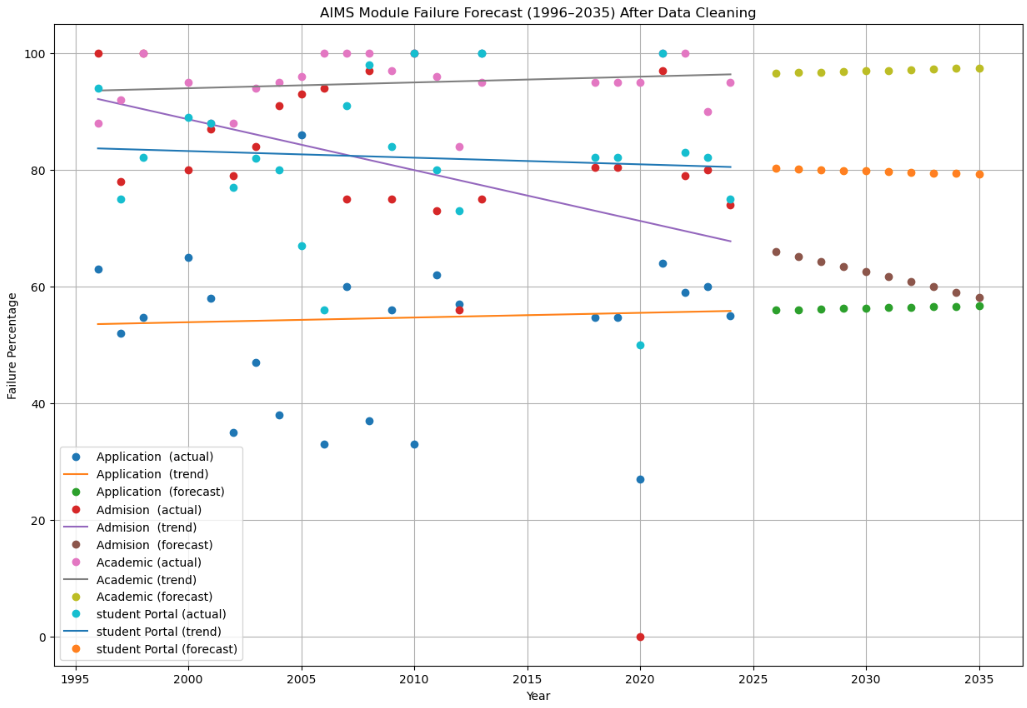 AIMS Module Failure Forecast (1996–2035) After Data Cleaning
100
80
60
40
20
0
Failure Percentage
Application  (actual)
Application  (trend)
Application  (forecast)
Admision  (actual)
Admision  (trend)
Admision  (forecast)
Academic (actual)
Academic (trend)
Academic (forecast)
student Portal (actual)
student Portal (trend)
student Portal (forecast)
1995 2000 2005 2010 2015 2020 2025 2030 2035
Year